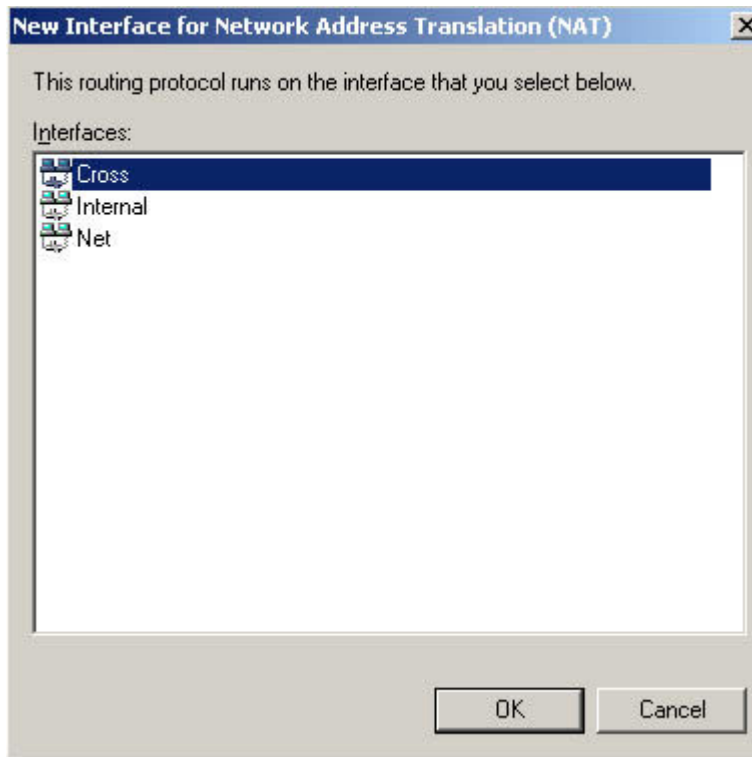 New Interface for Network Address Translation (NAT)
This routing protocol runs on the interface that you select below.
Interfaces:
Cross
Internal
Net
OK
Cancel